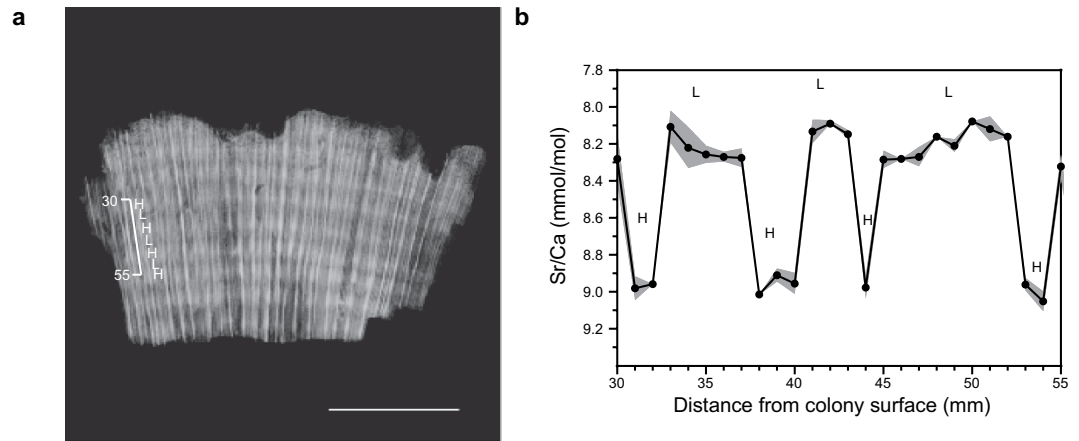 a
30
H
L
H
L
H
L
H
55
b
7.8
8.0
8.2
8.4
8.6
8.8
9.0
9.2
Sr/Ca (mmol/mol)
L
L
L
H
H
H
H
30
35
40
45
50
55
Distance from colony surface (mm)